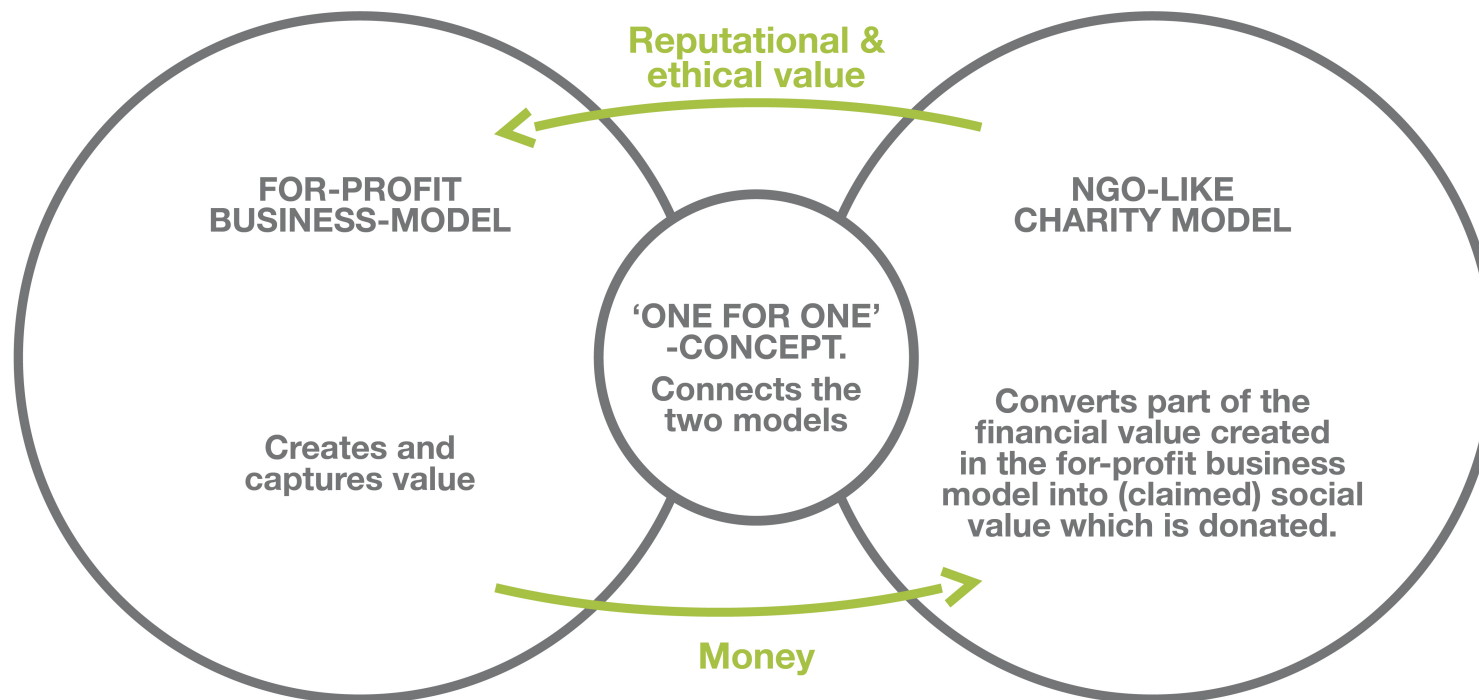 Reputational &
ethical value
FOR-PROFIT
BUSINESS-MODEL
Creates and
captures value
‘ONE FOR ONE’
-CONCEPT.
Connects the
two models
NGO-LIKE
CHARITY MODEL
Converts part of the
financial value created
in the for-profit business
model into (claimed) social
value which is donated.
Money